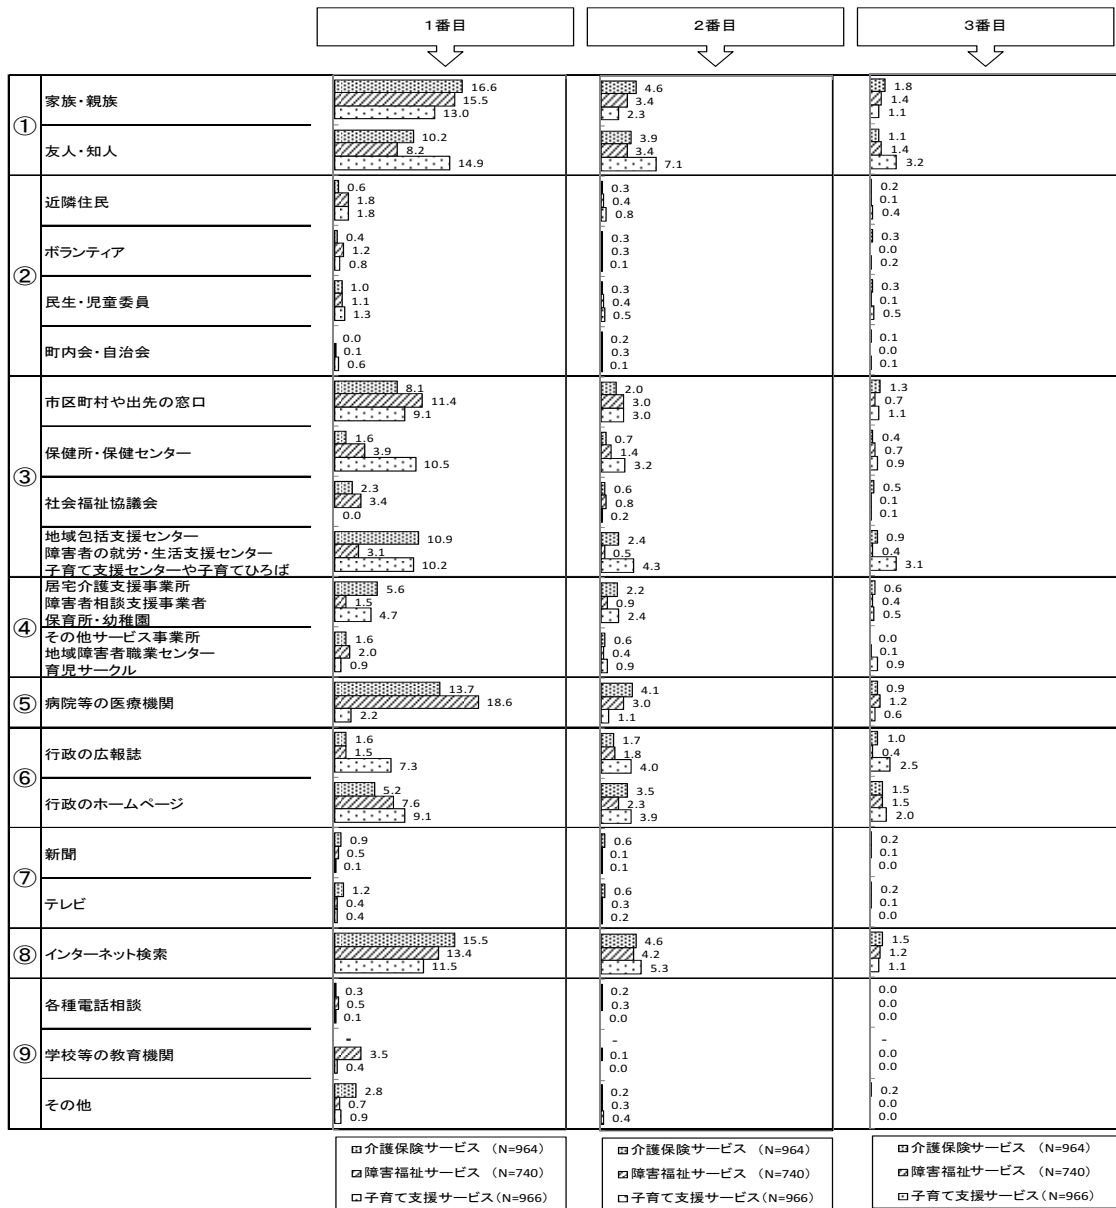 1番目 2番目 3番目
① 家族・親族 16.6 4.6 1.8
15.5 3.4 1.4
13.0 2.3 1.1
友人・知人 10.2 3.9 1.1
8.2 3.4 1.4
14.9 7.1 3.2
② 近隣住民 0.6 0.3 0.2
1.8 0.4 0.1
1.8 0.8 0.4
ボランティア 0.4 0.3 0.3
1.2 0.3 0.0
0.8 0.1 0.2
民生・児童委員 1.0 0.3 0.3
1.1 0.4 0.1
1.3 0.5 0.5
町内会・自治会 0.0 0.2 0.1
0.1 0.3 0.0
0.6 0.1 0.1
③ 市区町村や出先の窓口 8.1 2.0 1.3
11.4 3.0 0.7
9.1 3.0 1.1
保健所・保健センター 1.6 0.7 0.4
3.9 1.4 0.7
10.5 3.2 0.9
社会福祉協議会 2.3 0.6 0.5
3.4 0.8 0.1
0.0 0.2 0.1
地域包括支援センター 10.9 2.4 0.9
障害者の就労・生活支援センター 3.1 0.5 0.4
子育て支援センターや子育てひろば 10.2 4.3 3.1
④ 居宅介護支援事業所 5.6 2.2 0.6
障害者相談支援事業者 1.5 0.9 0.4
保育所・幼稚園 4.7 2.4 0.5
その他サービス事業所 1.6 0.6 0.0
地域障害者職業センター 2.0 0.4 0.1
育児サークル 0.9 0.9 0.9
⑤ 病院等の医療機関 13.7 4.1 0.9
18.6 3.0 1.2
2.2 1.1 0.6
⑥ 行政の広報誌 1.6 1.7 1.0
1.5 1.8 0.4
7.3 4.0 2.5
行政のホームページ 5.2 3.5 1.5
7.6 2.3 1.5
9.1 3.9 2.0
⑦ 新聞 0.9 0.6 0.2
0.5 0.1 0.1
0.1 0.1 0.0
テレビ 1.2 0.6 0.2
0.4 0.3 0.1
0.4 0.2 0.0
⑧ インターネット検索 15.5 4.6 1.5
13.4 4.2 1.2
11.5 5.3 1.1
⑨ 各種電話相談 0.3 0.2 0.0
0.5 0.3 0.0
0.1 0.0 0.0
学校等の教育機関 - - -
3.5 0.1 0.0
0.4 0.0 0.0
その他 2.8 0.2 0.2
0.7 0.3 0.0
0.9 0.4 0.0
介護保険サービス (N=964) 介護保険サービス (N=964) 介護保険サービス (N=964)
障害福祉サービス (N=740) 障害福祉サービス (N=740) 障害福祉サービス (N=740)
子育て支援サービス(N=966) 子育て支援サービス(N=966) 子育て支援サービス(N=966)